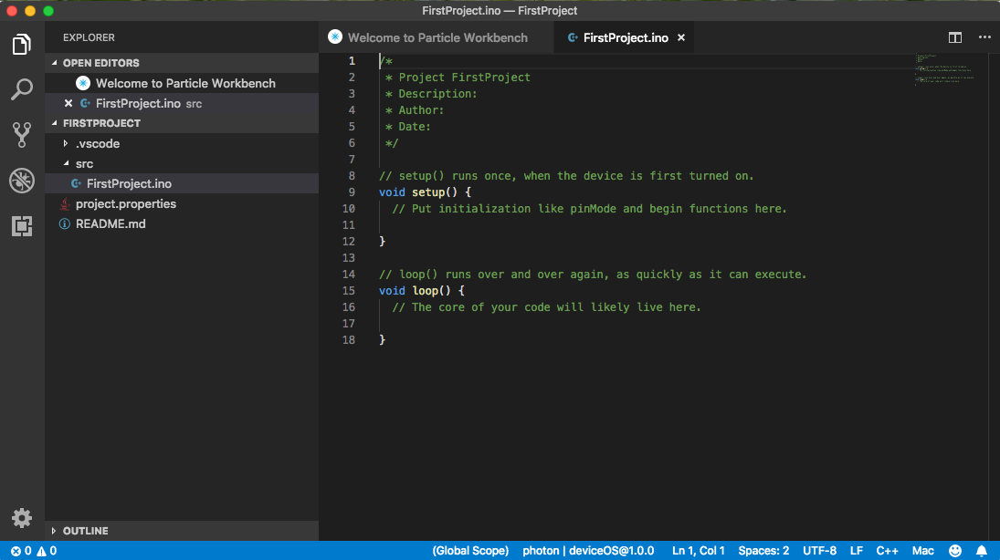 FirstProject.ino — FirstProject
EXPLORER
OPEN EDITORS
Welcome to Particle Workbench
FirstProject.ino src
FIRSTPROJECT
.vscode
src
FirstProject.ino
project.properties
README.md
OUTLINE
Welcome to Particle Workbench
FirstProject.ino
1 /*
2  * Project FirstProject
3  * Description:
4  * Author:
5  * Date:
6  */
7
8 // setup() runs once, when the device is first turned on.
9 void setup() {
10   // Put initialization like pinMode and begin functions here.
11
12 }
13
14 // loop() runs over and over again, as quickly as it can execute.
15 void loop() {
16   // The core of your code will likely live here.
17
18 }
0 0 (Global Scope) photon | deviceOS@1.0.0 Ln 1, Col 1 Spaces: 2 UTF-8 LF C++ Mac